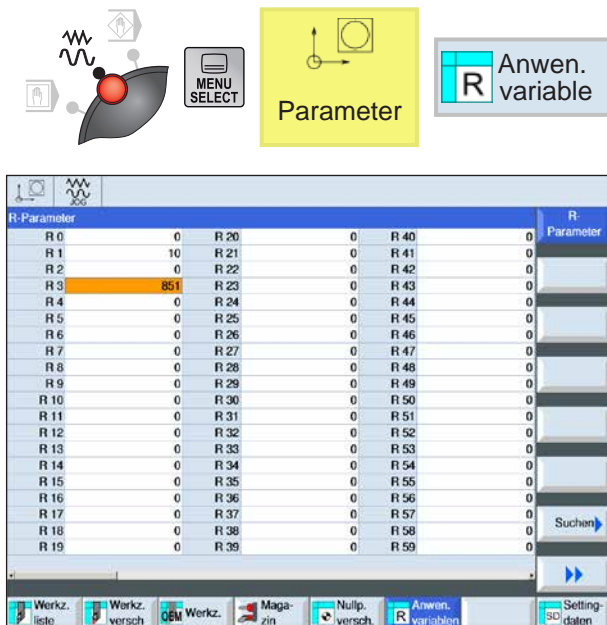 MENU
SELECT
Parameter
R
Anwen.
variable
JOG
R-Parameter
R-
Parameter
R 0 0 R 20 0 R 40 0
R 1 10 R 21 0 R 41 0
R 2 0 R 22 0 R 42 0
R 3 851 R 23 0 R 43 0
R 4 0 R 24 0 R 44 0
R 5 0 R 25 0 R 45 0
R 6 0 R 26 0 R 46 0
R 7 0 R 27 0 R 47 0
R 8 0 R 28 0 R 48 0
R 9 0 R 29 0 R 49 0
R 10 0 R 30 0 R 50 0
R 11 0 R 31 0 R 51 0
R 12 0 R 32 0 R 52 0
R 13 0 R 33 0 R 53 0
R 14 0 R 34 0 R 54 0
R 15 0 R 35 0 R 55 0
R 16 0 R 36 0 R 56 0
R 17 0 R 37 0 R 57 0
R 18 0 R 38 0 R 58 0
R 19 0 R 39 0 R 59 0
Suchen
Werkz.
liste
Werkz.
versch
OEM Werkz.
Maga-
zin
Nullp.
versch.
R
Anwen.
variablen
SD
Setting-
daten